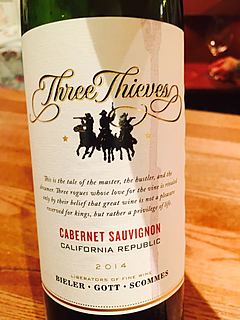 Three Thieves
This is the tale of the master, the hustler, and the
dreamer. Three rogues whose love for the vine is revealed
only by their belief that great wine is not a pleasure
reserved for kings, but rather a privilege of life.
CABERNET SAUVIGNON
CALIFORNIA REPUBLIC
2014
LIBERATORS OF FINE WINE
BIELER · GOTT · SCOMMES